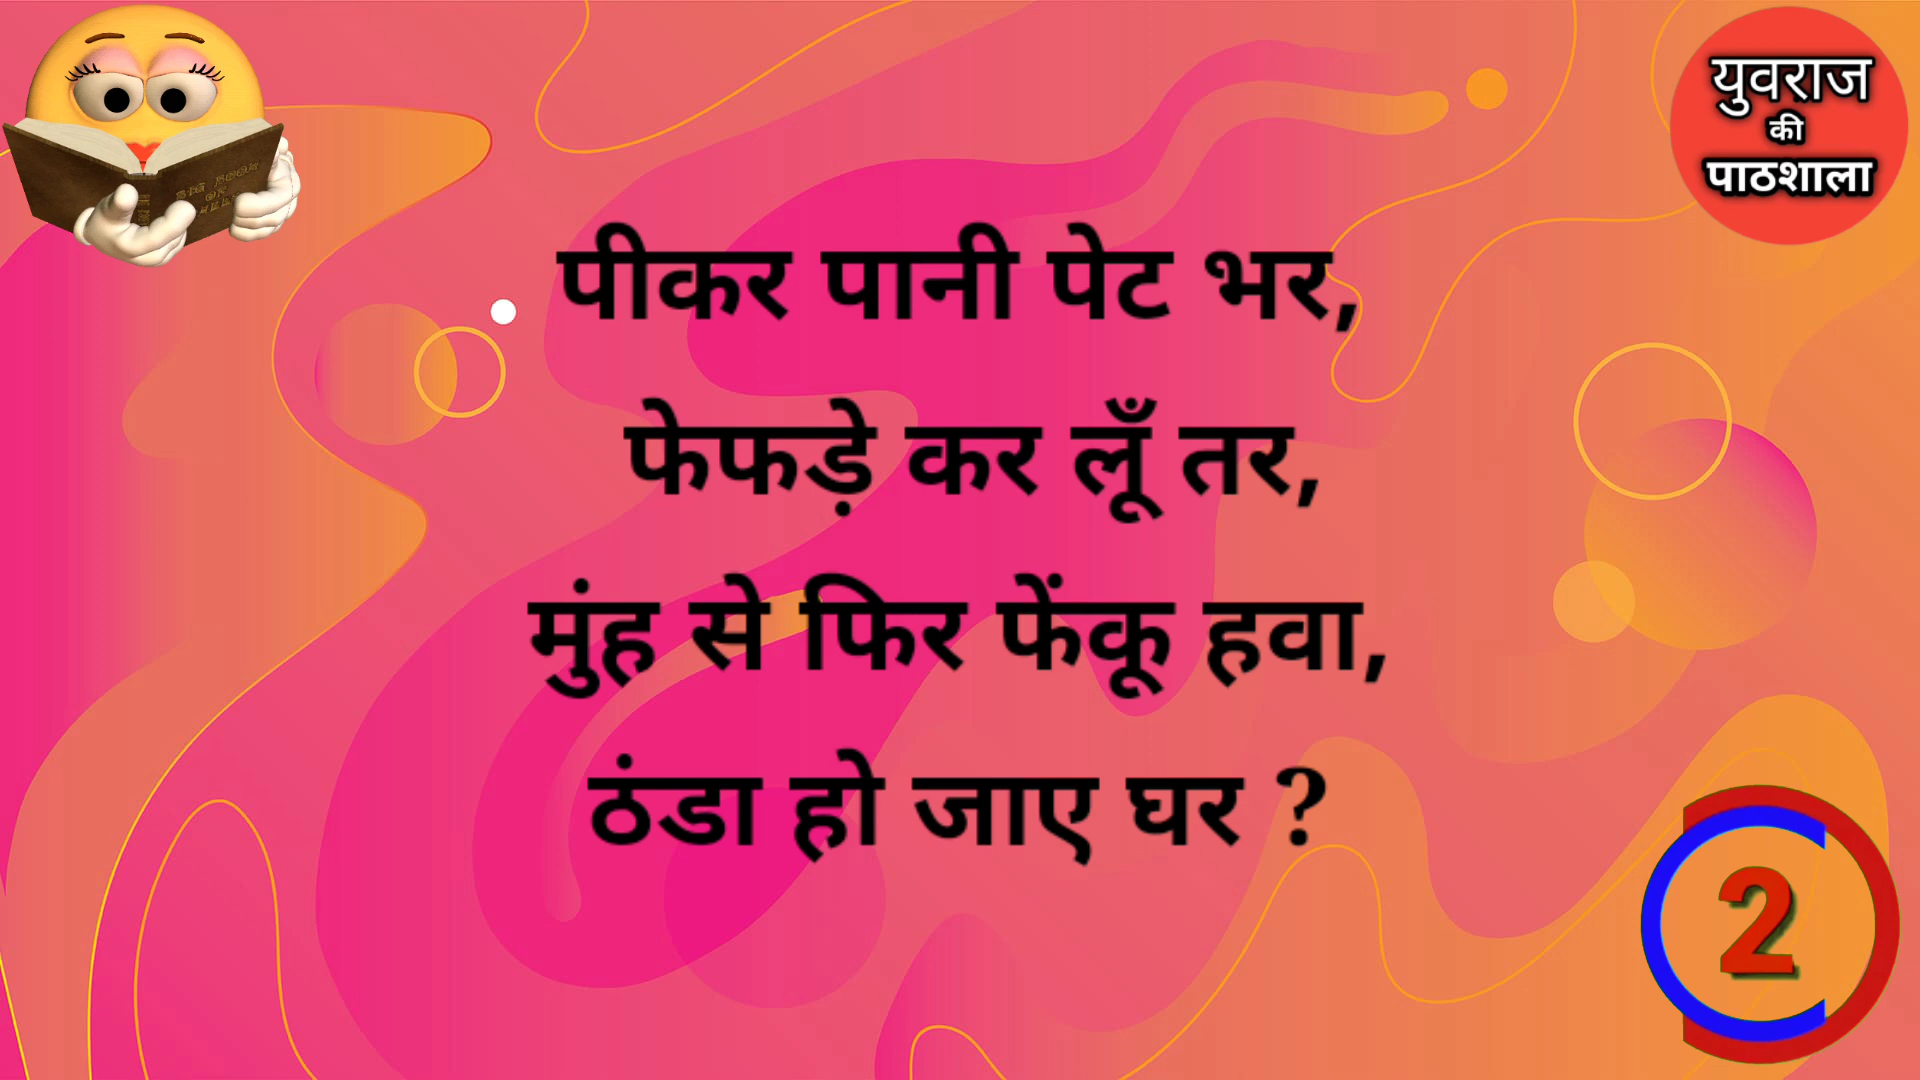 युवराज
की
पाठशाला
पीकर पानी पेट भर,
फेफड़े कर लूँ तर,
मुंह से फिर फेंकू हवा,
ठंडा हो जाए घर ?
2